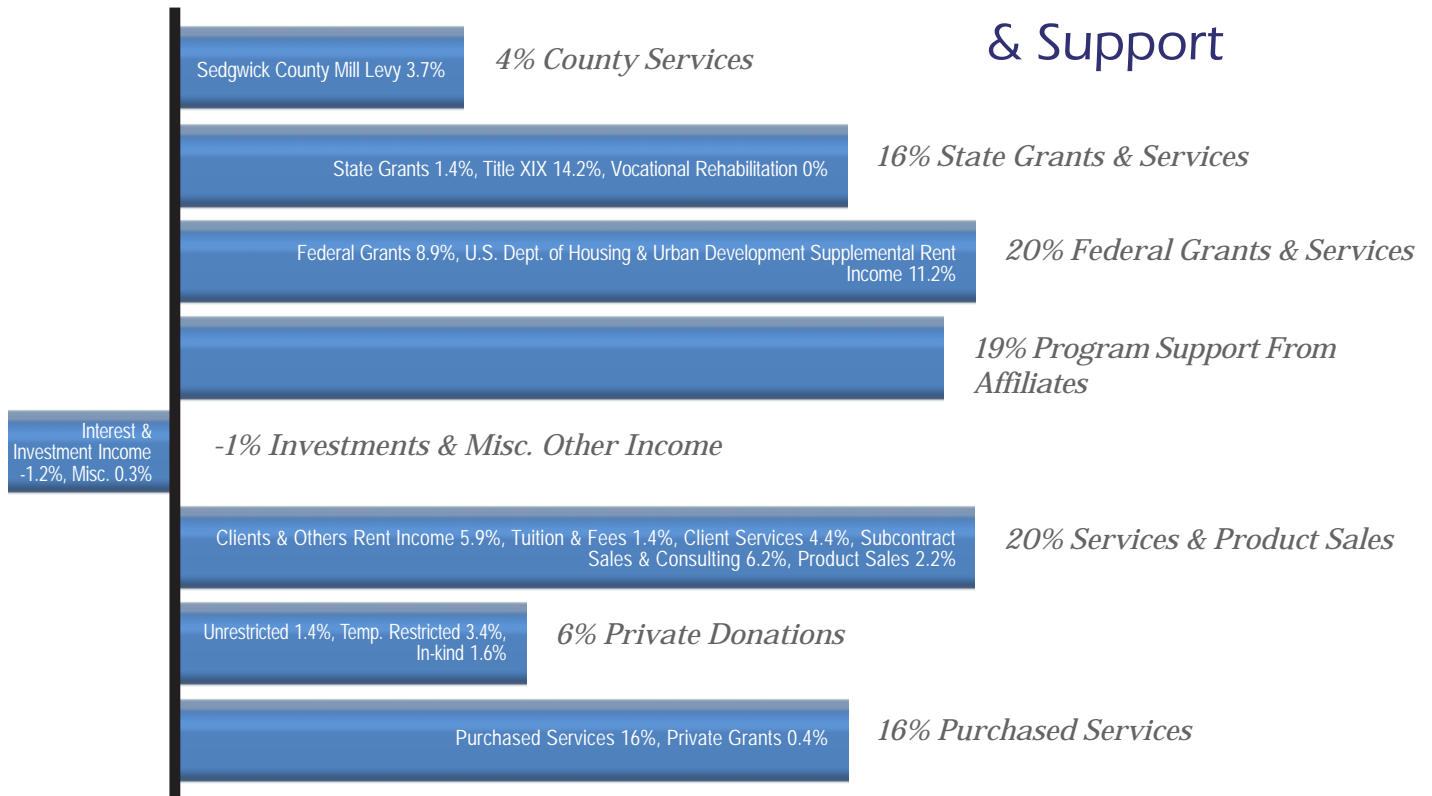 & Support
Sedgwick County Mill Levy 3.7%
4% County Services
State Grants 1.4%, Title XIX 14.2%, Vocational Rehabilitation 0%
16% State Grants & Services
Federal Grants 8.9%, U.S. Dept. of Housing & Urban Development Supplemental Rent
Income 11.2%
20% Federal Grants & Services
19% Program Support From
Affiliates
Interest &
Investment Income
-1.2%, Misc. 0.3%
-1% Investments & Misc. Other Income
Clients & Others Rent Income 5.9%, Tuition & Fees 1.4%, Client Services 4.4%, Subcontract
Sales & Consulting 6.2%, Product Sales 2.2%
20% Services & Product Sales
Unrestricted 1.4%, Temp. Restricted 3.4%,
In-kind 1.6%
6% Private Donations
Purchased Services 16%, Private Grants 0.4%
16% Purchased Services